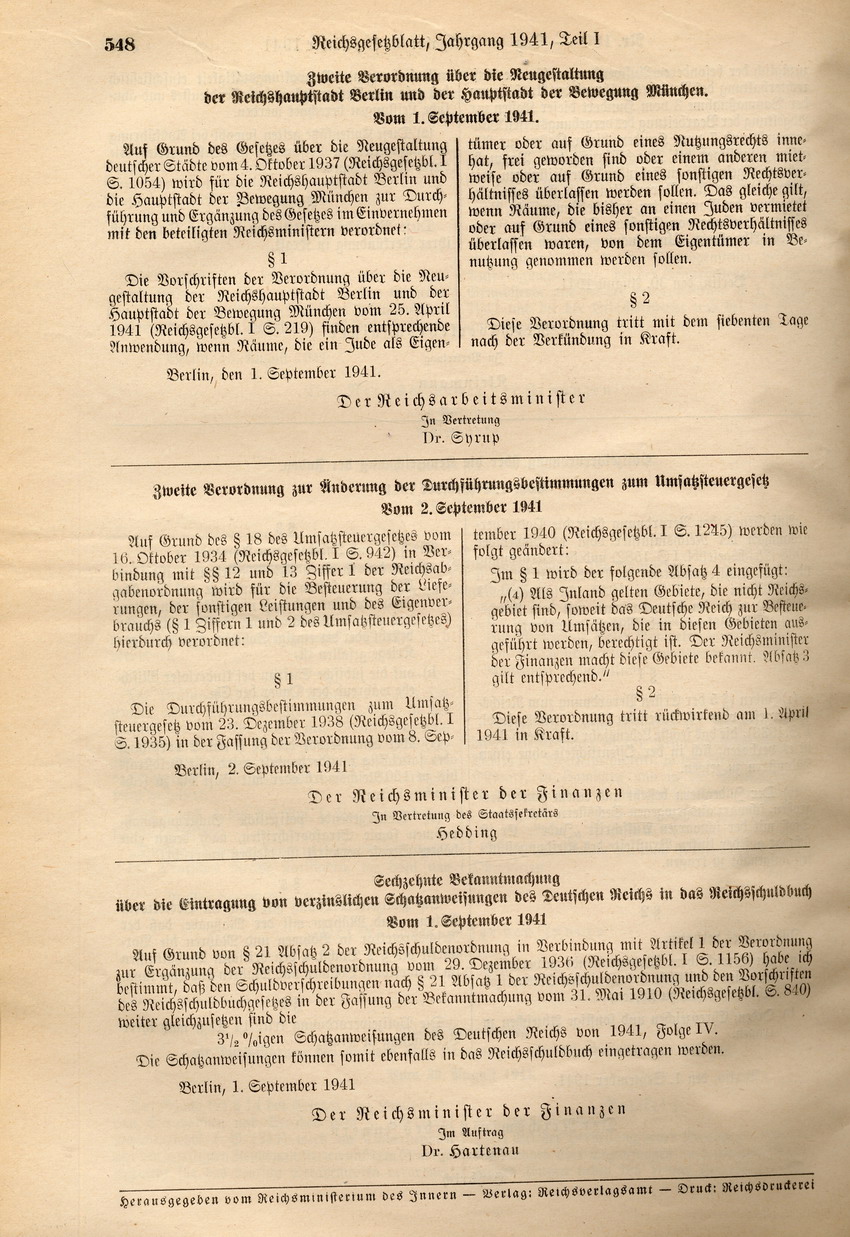 548
Reichsgesetzblatt, Jahrgang 1941, Teil I
Zweite Verordnung über die Neugestaltung
der Reichshauptstadt Berlin und der Hauptstadt der Bewegung München.
Vom 1. September 1941.
Auf Grund des Gesetzes über die Neugestaltung
deutscher Städte vom 4. Oktober 1937 (Reichsgesetzbl. I
S. 1054) wird für die Reichshauptstadt Berlin und
die Hauptstadt der Bewegung München zur Durch-
führung und Ergänzung des Gesetzes im Einvernehmen
mit den beteiligten Reichsministern verordnet:
§ 1
Die Vorschriften der Verordnung über die Neu-
gestaltung der Reichshauptstadt Berlin und der
Hauptstadt der Bewegung München vom 25. April
1941 (Reichsgesetzbl. I S. 219) finden entsprechende
Anwendung, wenn Räume, die ein Jude als Eigen-
tümer oder auf Grund eines Nutzungsrechts inne-
hat, frei geworden sind oder einem anderen miet-
weise oder auf Grund eines sonstigen Rechtsver-
hältnisses überlassen werden sollen. Das gleiche gilt,
wenn Räume, die bisher an einen Juden vermietet
oder auf Grund eines sonstigen Rechtsverhältnisses
überlassen waren, von dem Eigentümer in Be-
nutzung genommen werden sollen.
§ 2
Diese Verordnung tritt mit dem siebenten Tage
nach der Verkündung in Kraft.
Berlin, den 1. September 1941.
Der Reichsarbeitsminister
In Vertretung
Dr. Syrup
Zweite Verordnung zur Änderung der Durchführungsbestimmungen zum Umsatzsteuergesetz
Vom 2. September 1941
Auf Grund des § 18 des Umsatzsteuergesetzes vom
16. Oktober 1934 (Reichsgesetzbl. I S. 942) in Ver-
bindung mit §§ 12 und 13 Ziffer 1 der Reichsab-
gabenordnung wird für die Besteuerung der Liefe-
rungen, der sonstigen Leistungen und des Eigenver-
brauchs (§ 1 Ziffern 1 und 2 des Umsatzsteuergesetzes)
hierdurch verordnet:
§ 1
Die Durchführungsbestimmungen zum Umsatz-
steuergesetz vom 23. Dezember 1938 (Reichsgesetzbl. I
S. 1935) in der Fassung der Verordnung vom 8. Sep-
tember 1940 (Reichsgesetzbl. I S. 1245) werden wie
folgt geändert:
Im § 1 wird der folgende Absatz 4 eingefügt:
„(4) Als Inland gelten Gebiete, die nicht Reichs-
gebiet sind, soweit das Deutsche Reich zur Besteue-
rung von Umsätzen, die in diesen Gebieten aus-
geführt werden, berechtigt ist. Der Reichsminister
der Finanzen macht diese Gebiete bekannt. Absatz 3
gilt entsprechend.“
§ 2
Diese Verordnung tritt rückwirkend am 1. April
1941 in Kraft.
Berlin, 2. September 1941
Der Reichsminister der Finanzen
In Vertretung des Staatssekretärs
Hedding
Sechzehnte Bekanntmachung
über die Eintragung von verzinslichen Schatzanweisungen des Deutschen Reichs in das Reichsschuldbuch
Vom 1. September 1941
Auf Grund von § 21 Absatz 2 der Reichsschuldenordnung in Verbindung mit Artikel 1 der Verordnung
zur Ergänzung der Reichsschuldenordnung vom 29. Dezember 1936 (Reichsgesetzbl. I S. 1156) habe ich
bestimmt, daß den Schuldverschreibungen nach § 21 Absatz 1 der Reichsschuldenordnung und den Vorschriften
des Reichsschuldbuchgesetzes in der Fassung der Bekanntmachung vom 31. Mai 1910 (Reichsgesetzbl. S. 840)
weiter gleichzusetzen sind die
3½ %igen Schatzanweisungen des Deutschen Reichs von 1941, Folge IV.
Die Schatzanweisungen können somit ebenfalls in das Reichsschuldbuch eingetragen werden.
Berlin, 1. September 1941
Der Reichsminister der Finanzen
Im Auftrag
Dr. Hartenau
Herausgegeben vom Reichsministerium des Innern — Verlag: Reichsverlagsamt — Druck: Reichsdruckerei